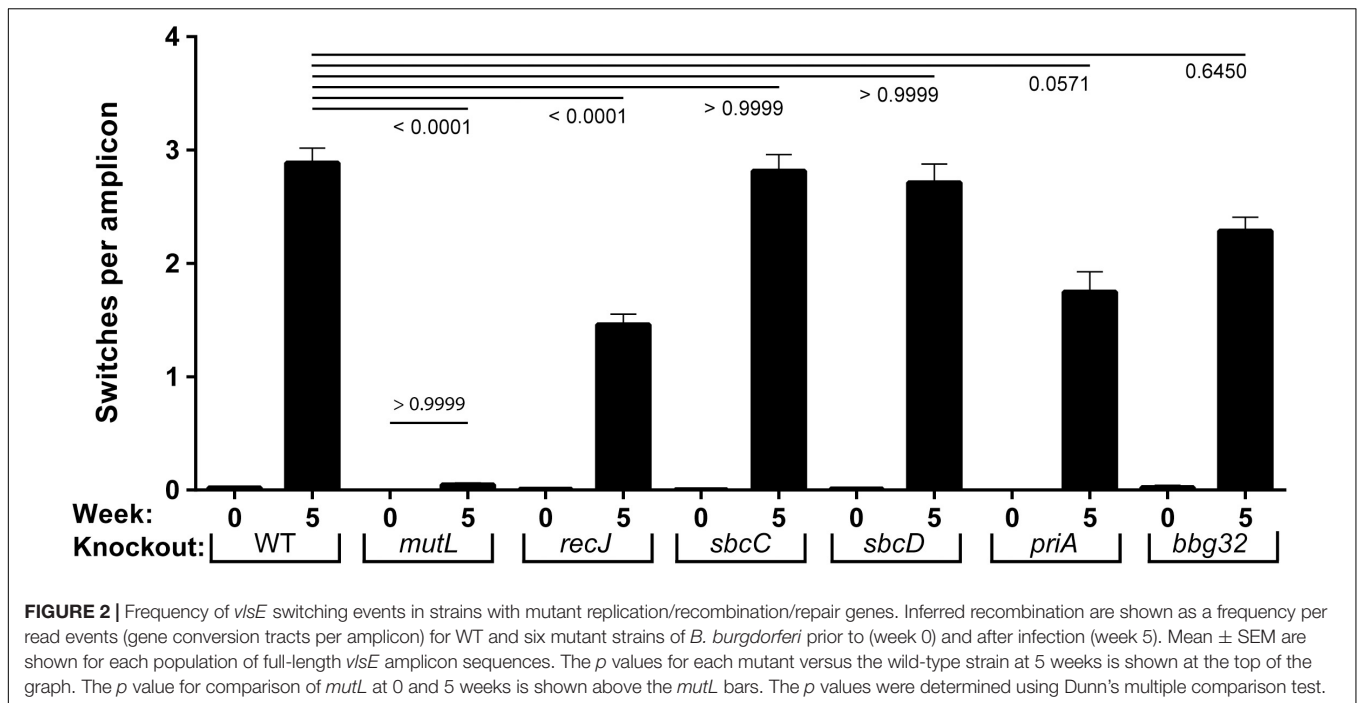 4
0.6450
0.0571
> 0.9999
> 0.9999
< 0.0001
< 0.0001
3
2
1
> 0.9999
0
Switches per amplicon
Week: 0 5 0 5 0 5 0 5 0 5 0 5 0 5
Knockout: WT mutL recJ sbcC sbcD priA bbg32
FIGURE 2 | Frequency of vlsE switching events in strains with mutant replication/recombination/repair genes. Inferred recombination are shown as a frequency per
read events (gene conversion tracts per amplicon) for WT and six mutant strains of B. burgdorferi prior to (week 0) and after infection (week 5). Mean ± SEM are
shown for each population of full-length vlsE amplicon sequences. The p values for each mutant versus the wild-type strain at 5 weeks is shown at the top of the
graph. The p value for comparison of mutL at 0 and 5 weeks is shown above the mutL bars. The p values were determined using Dunn's multiple comparison test.